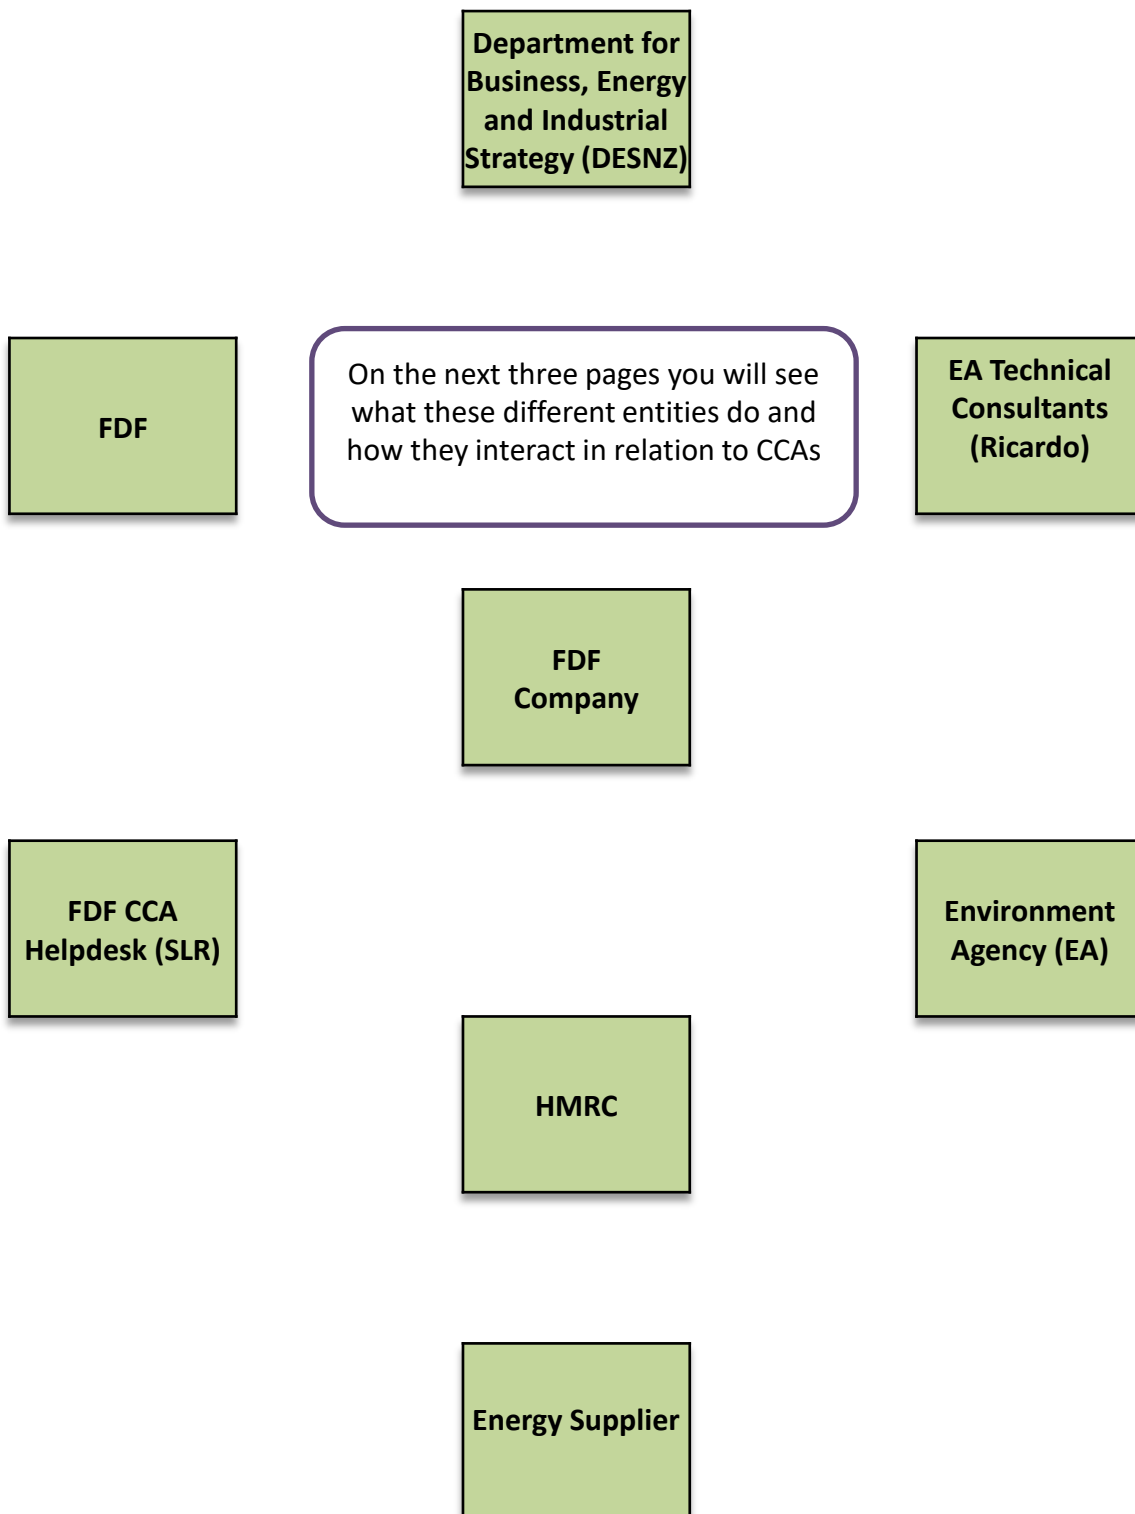 Department for
Business, Energy
and Industrial
Strategy (DESNZ)
FDF
On the next three pages you will see
what these different entities do and
how they interact in relation to CCAs
EA Technical
Consultants
(Ricardo)
FDF
Company
FDF CCA
Helpdesk (SLR)
Environment
Agency (EA)
HMRC
Energy Supplier